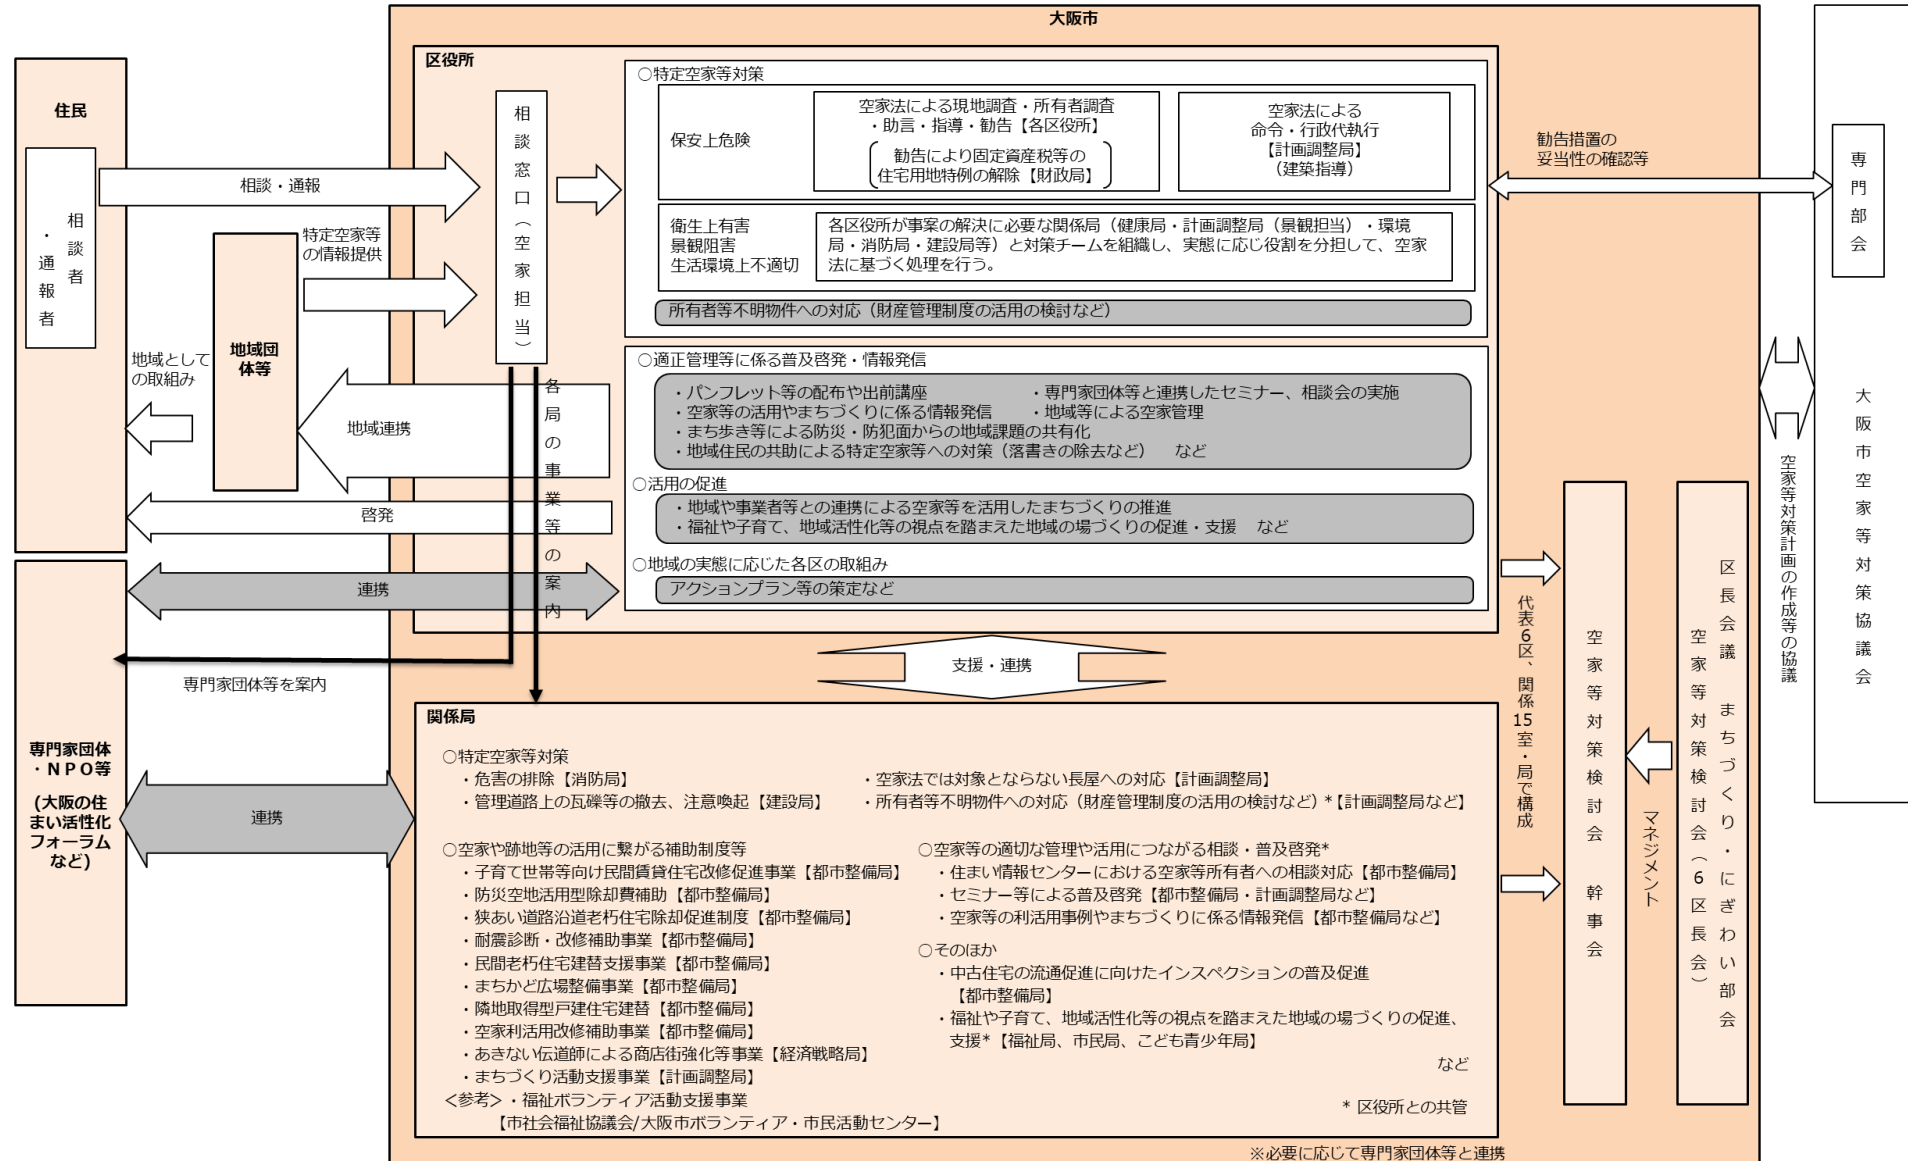 大阪市
住民
相談者
・通報者
相談・通報
特定空家等
の情報提供
地域団
体等
地域として
の取組み
地域連携
啓発
連携
専門家団体等を案内
専門家団体
・ＮＰＯ等
(大阪の住
まい活性化
フォーラム
など)
連携
区役所
相談窓口（空家担当）
各局の事業等の案内
○特定空家等対策
保安上危険
空家法による現地調査・所有者調査
・助言・指導・勧告【各区役所】
勧告により固定資産税等の
住宅用地特例の解除【財政局】
空家法による
命令・行政代執行
【計画調整局】
（建築指導）
衛生上有害
景観阻害
生活環境上不適切
各区役所が事案の解決に必要な関係局（健康局・計画調整局（景観担当）・環境
局・消防局・建設局等）と対策チームを組織し、実態に応じ役割を分担して、空家
法に基づく処理を行う。
所有者等不明物件への対応（財産管理制度の活用の検討など）
○適正管理等に係る普及啓発・情報発信
・パンフレット等の配布や出前講座 ・専門家団体等と連携したセミナー、相談会の実施
・空家等の活用やまちづくりに係る情報発信 ・地域等による空家管理
・まち歩き等による防災・防犯面からの地域課題の共有化
・地域住民の共助による特定空家等への対策（落書きの除去など） など
○活用の促進
・地域や事業者等との連携による空家等を活用したまちづくりの推進
・福祉や子育て、地域活性化等の視点を踏まえた地域の場づくりの促進・支援 など
○地域の実態に応じた各区の取組み
アクションプラン等の策定など
支援・連携
関係局
○特定空家等対策
・危害の排除【消防局】 ・空家法では対象とならない長屋への対応【計画調整局】
・管理道路上の瓦礫等の撤去、注意喚起【建設局】 ・所有者等不明物件への対応（財産管理制度の活用の検討など）*【計画調整局など】
○空家や跡地等の活用に繋がる補助制度等
・子育て世帯等向け民間賃貸住宅改修促進事業【都市整備局】
・防災空地活用型除却費補助【都市整備局】
・狭あい道路沿道老朽住宅除却促進制度【都市整備局】
・耐震診断・改修補助事業【都市整備局】
・民間老朽住宅建替支援事業【都市整備局】
・まちかど広場整備事業【都市整備局】
・隣地取得型戸建住宅建替【都市整備局】
・空家利活用改修補助事業【都市整備局】
・あきない伝道師による商店街強化等事業【経済戦略局】
・まちづくり活動支援事業【計画調整局】
＜参考＞・福祉ボランティア活動支援事業
【市社会福祉協議会/大阪市ボランティア・市民活動センター】
○空家等の適切な管理や活用につながる相談・普及啓発*
・住まい情報センターにおける空家等所有者への相談対応【都市整備局】
・セミナー等による普及啓発【都市整備局・計画調整局など】
・空家等の利活用事例やまちづくりに係る情報発信【都市整備局など】
○そのほか
・中古住宅の流通促進に向けたインスペクションの普及促進
【都市整備局】
・福祉や子育て、地域活性化等の視点を踏まえた地域の場づくりの促進、
支援*【福祉局、市民局、こども青少年局】
など
* 区役所との共管
※必要に応じて専門家団体等と連携
勧告措置の
妥当性の確認等
専門部会
大阪市空家等対策協議会
空家等対策計画の作成等の協議
代表6区、関係15室・局で構成
空家等対策検討会 幹事会
マネジメント
区長会議 まちづくり・にぎわい部会
空家等対策検討会（6区長会）